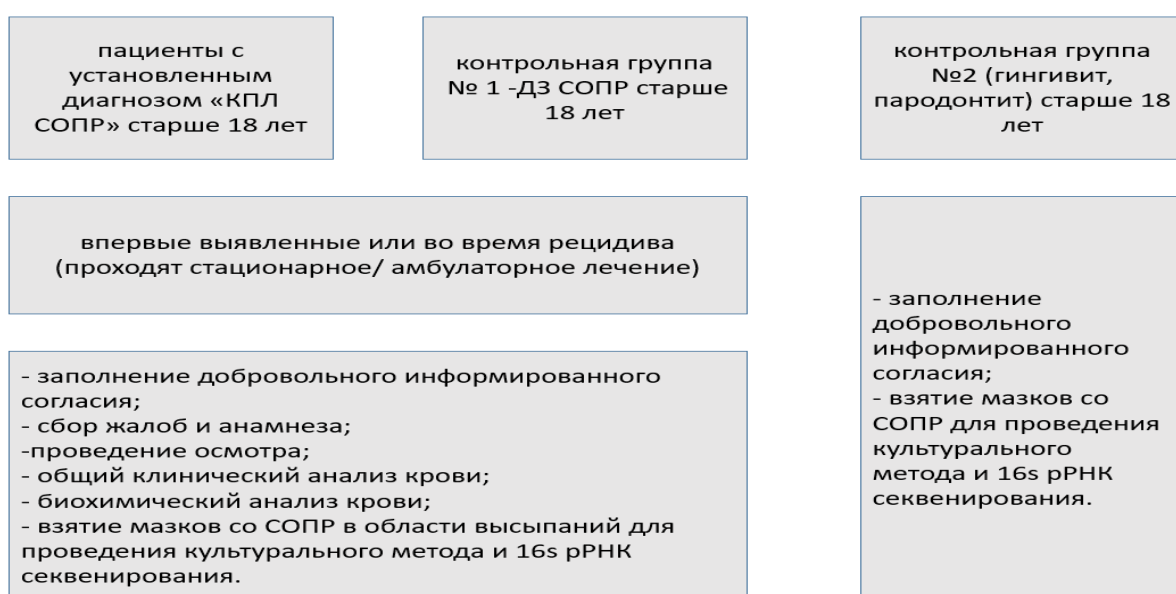 пациенты с
установленным
диагнозом «КПЛ
СОПР» старше 18 лет
контрольная группа
№ 1 -ДЗ СОПР старше
18 лет
контрольная группа
№2 (гингивит,
пародонтит) старше 18
лет
впервые выявленные или во время рецидива
(проходят стационарное/ амбулаторное лечение)
- заполнение добровольного информированного
согласия;
- сбор жалоб и анамнеза;
-проведение осмотра;
- общий клинический анализ крови;
- биохимический анализ крови;
- взятие мазков со СОПР в области высыпаний для
проведения культурального метода и 16s рРНК
секвенирования.
- заполнение
добровольного
информированного
согласия;
- взятие мазков со
СОПР для проведения
культурального
метода и 16s рРНК
секвенирования.